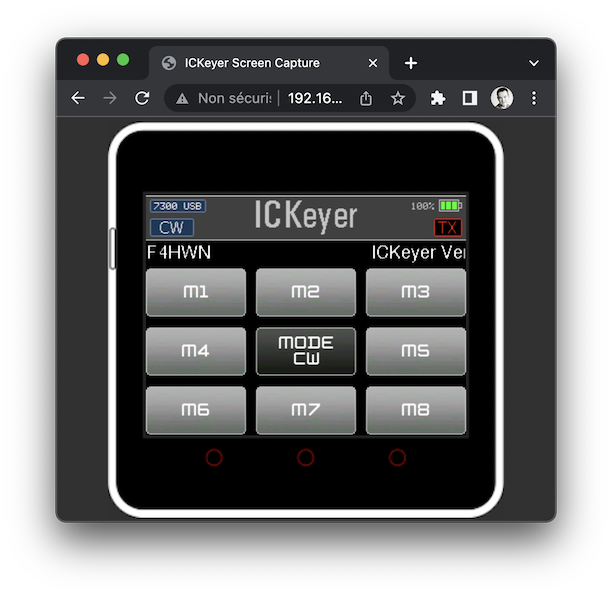 ICKeyer Screen Capture
Non sécuris 192.16...
7300 USB
ICKeyer
100%
CW
TX
F4HWN
ICKeyer Ver
M1
M2
M3
M4
MODE
CW
M5
M6
M7
M8